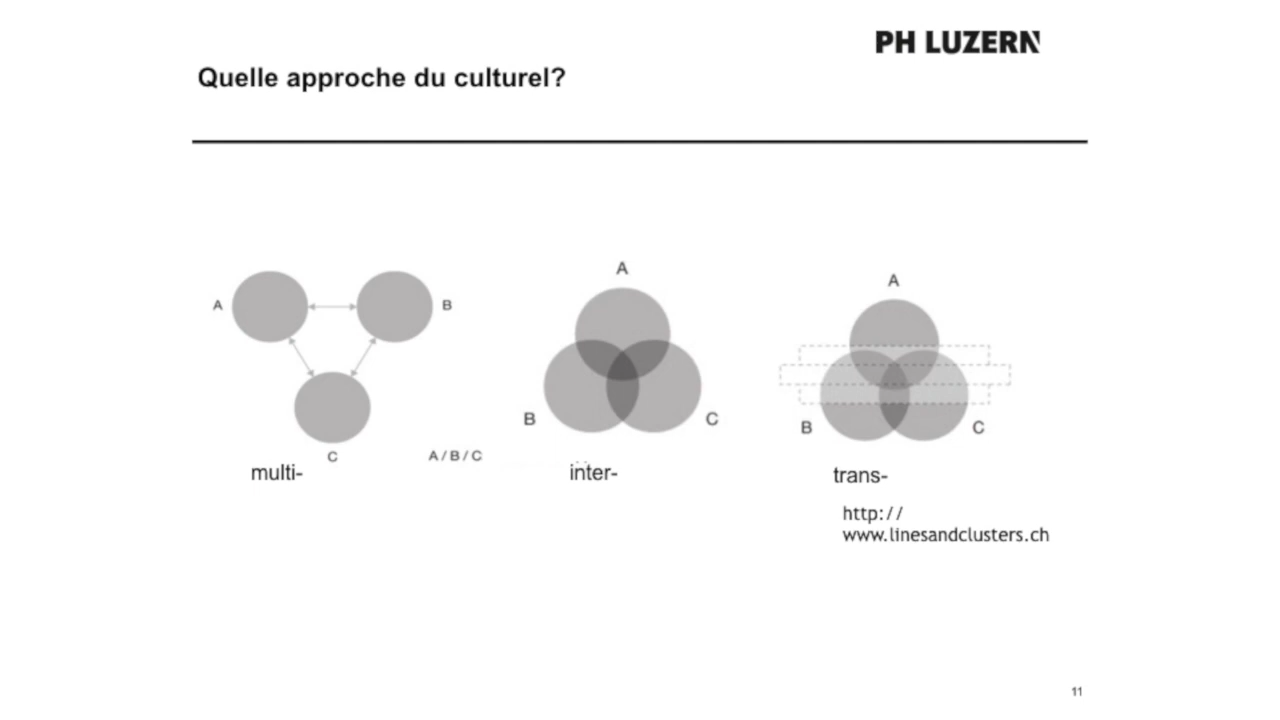 PH LUZERN
Quelle approche du culturel?
A
B
C
A/B/C
multi-
A
B
C
inter-
A
B
C
trans-
http://
www.linesandclusters.ch
11